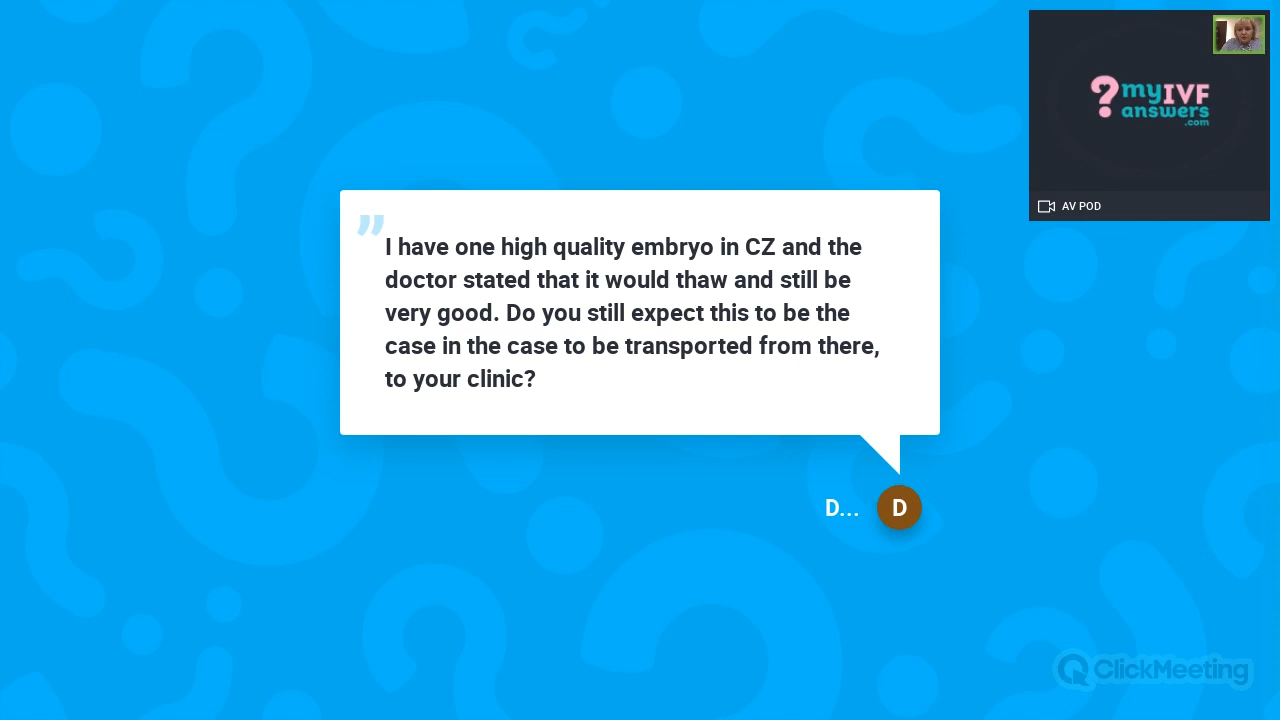 ?myIVF
answers
.com
AV POD
”
I have one high quality embryo in CZ and the
doctor stated that it would thaw and still be
very good. Do you still expect this to be the
case in the case to be transported from there,
to your clinic?
D... D
ClickMeeting